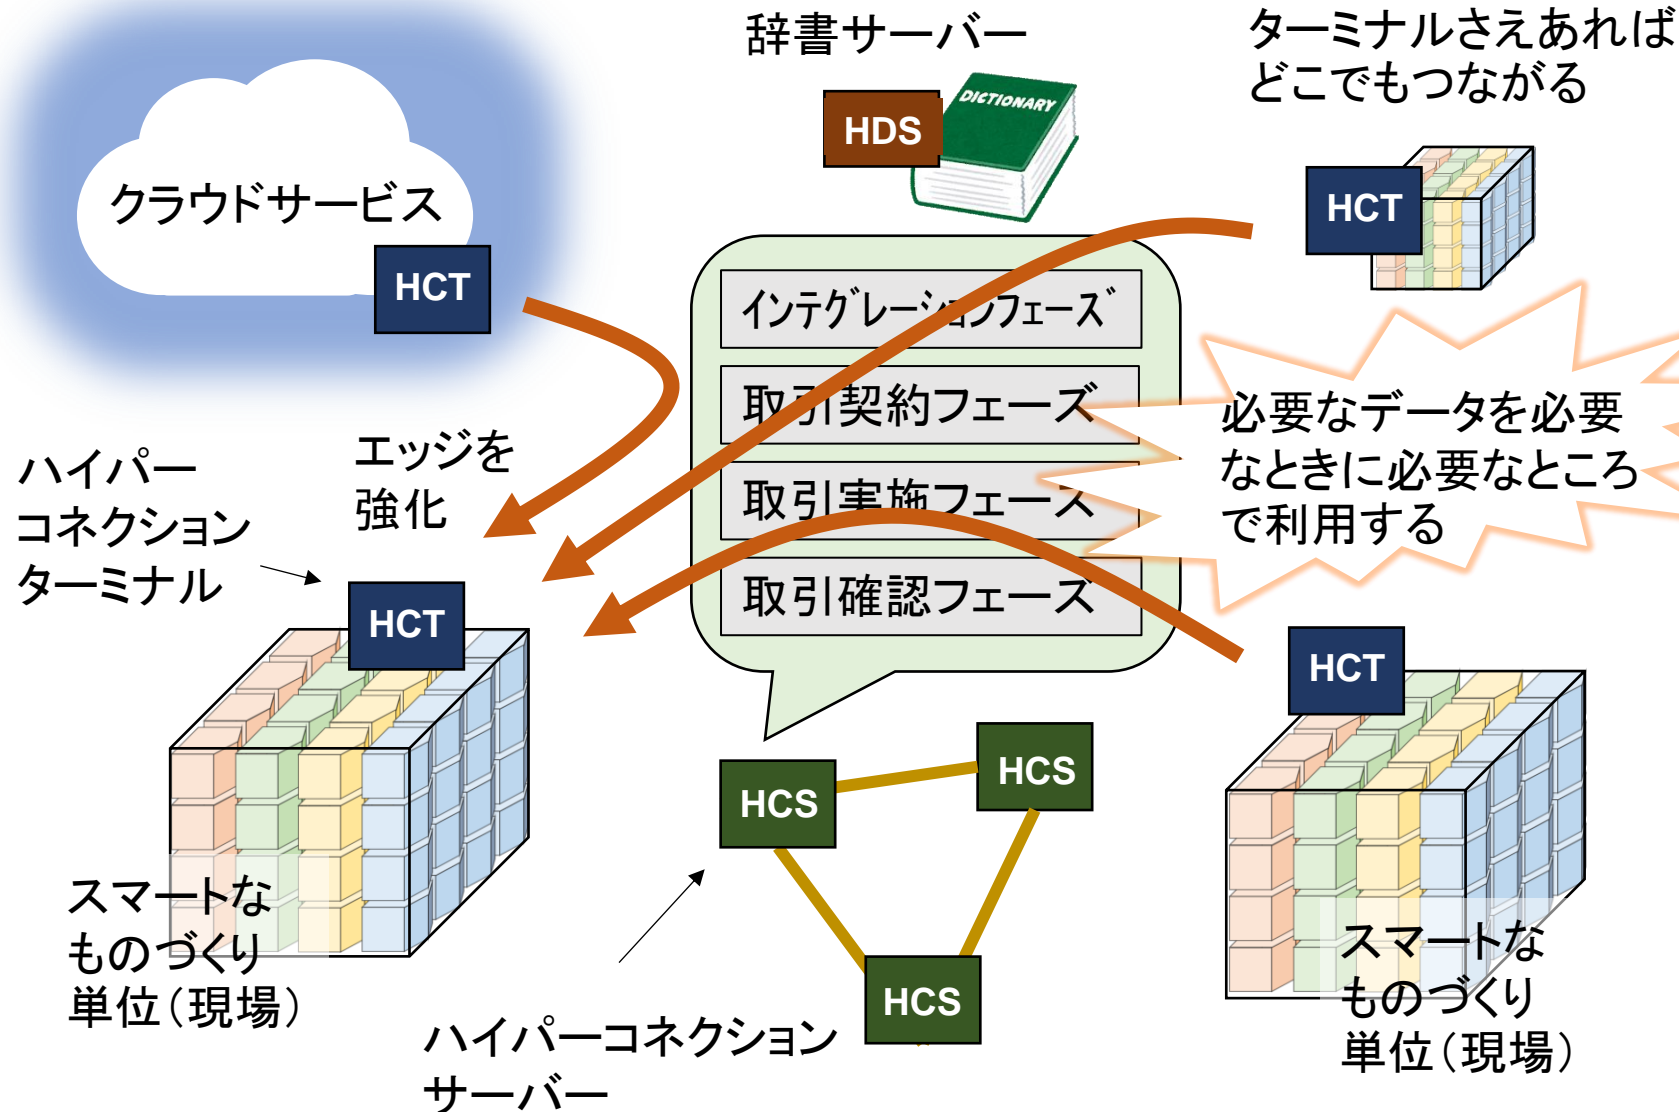 辞書サーバー
ターミナルさえあれば
どこでもつながる
DICTIONARY
HDS
クラウドサービス
HCT
HCT
インテグレーションフェーズ
取引契約フェーズ
取引実施フェーズ
取引確認フェーズ
必要なデータを必要
なときに必要なところ
で利用する
エッジを
強化
ハイパー
コネクション
ターミナル
HCT
HCT
スマートな
ものづくり
単位（現場）
HCS
HCS
HCS
ハイパーコネクション
サーバー
スマートな
ものづくり
単位（現場）